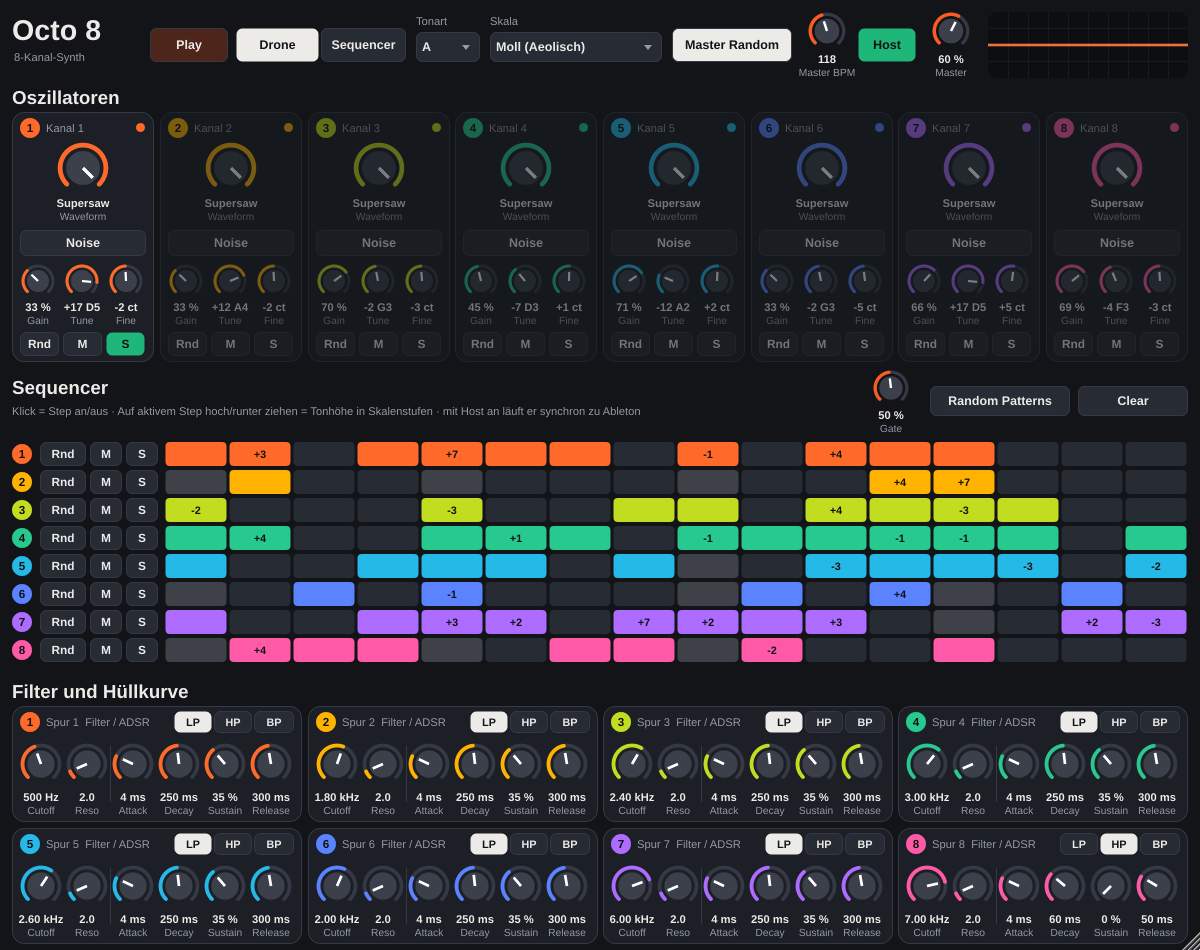 Octo 8
8-Kanal-Synth
Play Drone Sequencer
Tonart Skala
A Moll (Aeolisch)
Master Random
118
Master BPM
Host
60 %
Master
Oszillatoren
1 Kanal 1 2 Kanal 2 3 Kanal 3 4 Kanal 4 5 Kanal 5 6 Kanal 6 7 Kanal 7 8 Kanal 8
Supersaw Supersaw Supersaw Supersaw Supersaw Supersaw Supersaw Supersaw
Waveform Waveform Waveform Waveform Waveform Waveform Waveform Waveform
Noise Noise Noise Noise Noise Noise Noise Noise
33 % +17 D5 -2 ct 33 % +12 A4 -2 ct 70 % -2 G3 -3 ct 45 % -7 D3 +1 ct 71 % -12 A2 +2 ct 33 % -2 G3 -5 ct 66 % +17 D5 +5 ct 69 % -4 F3 -3 ct
Gain Tune Fine Gain Tune Fine Gain Tune Fine Gain Tune Fine Gain Tune Fine Gain Tune Fine Gain Tune Fine Gain Tune Fine
Rnd M S Rnd M S Rnd M S Rnd M S Rnd M S Rnd M S Rnd M S Rnd M S
Sequencer
Klick = Step an/aus · Auf aktivem Step hoch/runter ziehen = Tonhöhe in Skalenstufen · mit Host an läuft er synchron zu Ableton
50 %
Gate
Random Patterns Clear
1 Rnd M S +3 +7 -1 +4
2 Rnd M S +4 +7
3 Rnd M S -2 -3 +4 -3
4 Rnd M S +4 +1 -1 -1 -1
5 Rnd M S -3 -3 -2
6 Rnd M S -1 +4
7 Rnd M S +3 +2 +7 +2 +3 +2 -3
8 Rnd M S +4 -2
Filter und Hüllkurve
1 Spur 1 Filter / ADSR LP HP BP 2 Spur 2 Filter / ADSR LP HP BP 3 Spur 3 Filter / ADSR LP HP BP 4 Spur 4 Filter / ADSR LP HP BP
500 Hz 2.0 4 ms 250 ms 35 % 300 ms 1.80 kHz 2.0 4 ms 250 ms 35 % 300 ms 2.40 kHz 2.0 4 ms 250 ms 35 % 300 ms 3.00 kHz 2.0 4 ms 250 ms 35 % 300 ms
Cutoff Reso Attack Decay Sustain Release Cutoff Reso Attack Decay Sustain Release Cutoff Reso Attack Decay Sustain Release Cutoff Reso Attack Decay Sustain Release
5 Spur 5 Filter / ADSR LP HP BP 6 Spur 6 Filter / ADSR LP HP BP 7 Spur 7 Filter / ADSR LP HP BP 8 Spur 8 Filter / ADSR LP HP BP
2.60 kHz 2.0 4 ms 250 ms 35 % 300 ms 2.00 kHz 2.0 4 ms 250 ms 35 % 300 ms 6.00 kHz 2.0 4 ms 250 ms 35 % 300 ms 7.00 kHz 2.0 4 ms 60 ms 0 % 50 ms
Cutoff Reso Attack Decay Sustain Release Cutoff Reso Attack Decay Sustain Release Cutoff Reso Attack Decay Sustain Release Cutoff Reso Attack Decay Sustain Release